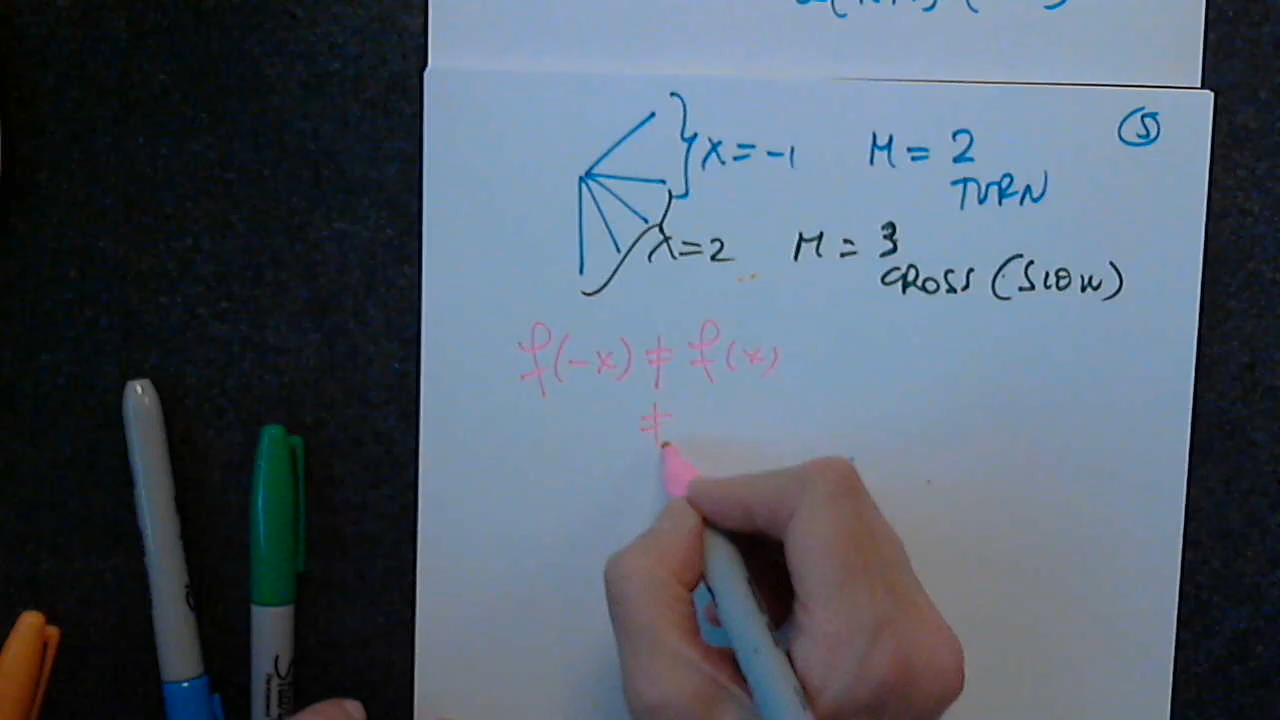 ⑤
x = -1 M = 2
TURN
x = 2 M = 3
CROSS (SLOW)
f(-x) ≠ f(x)
≠